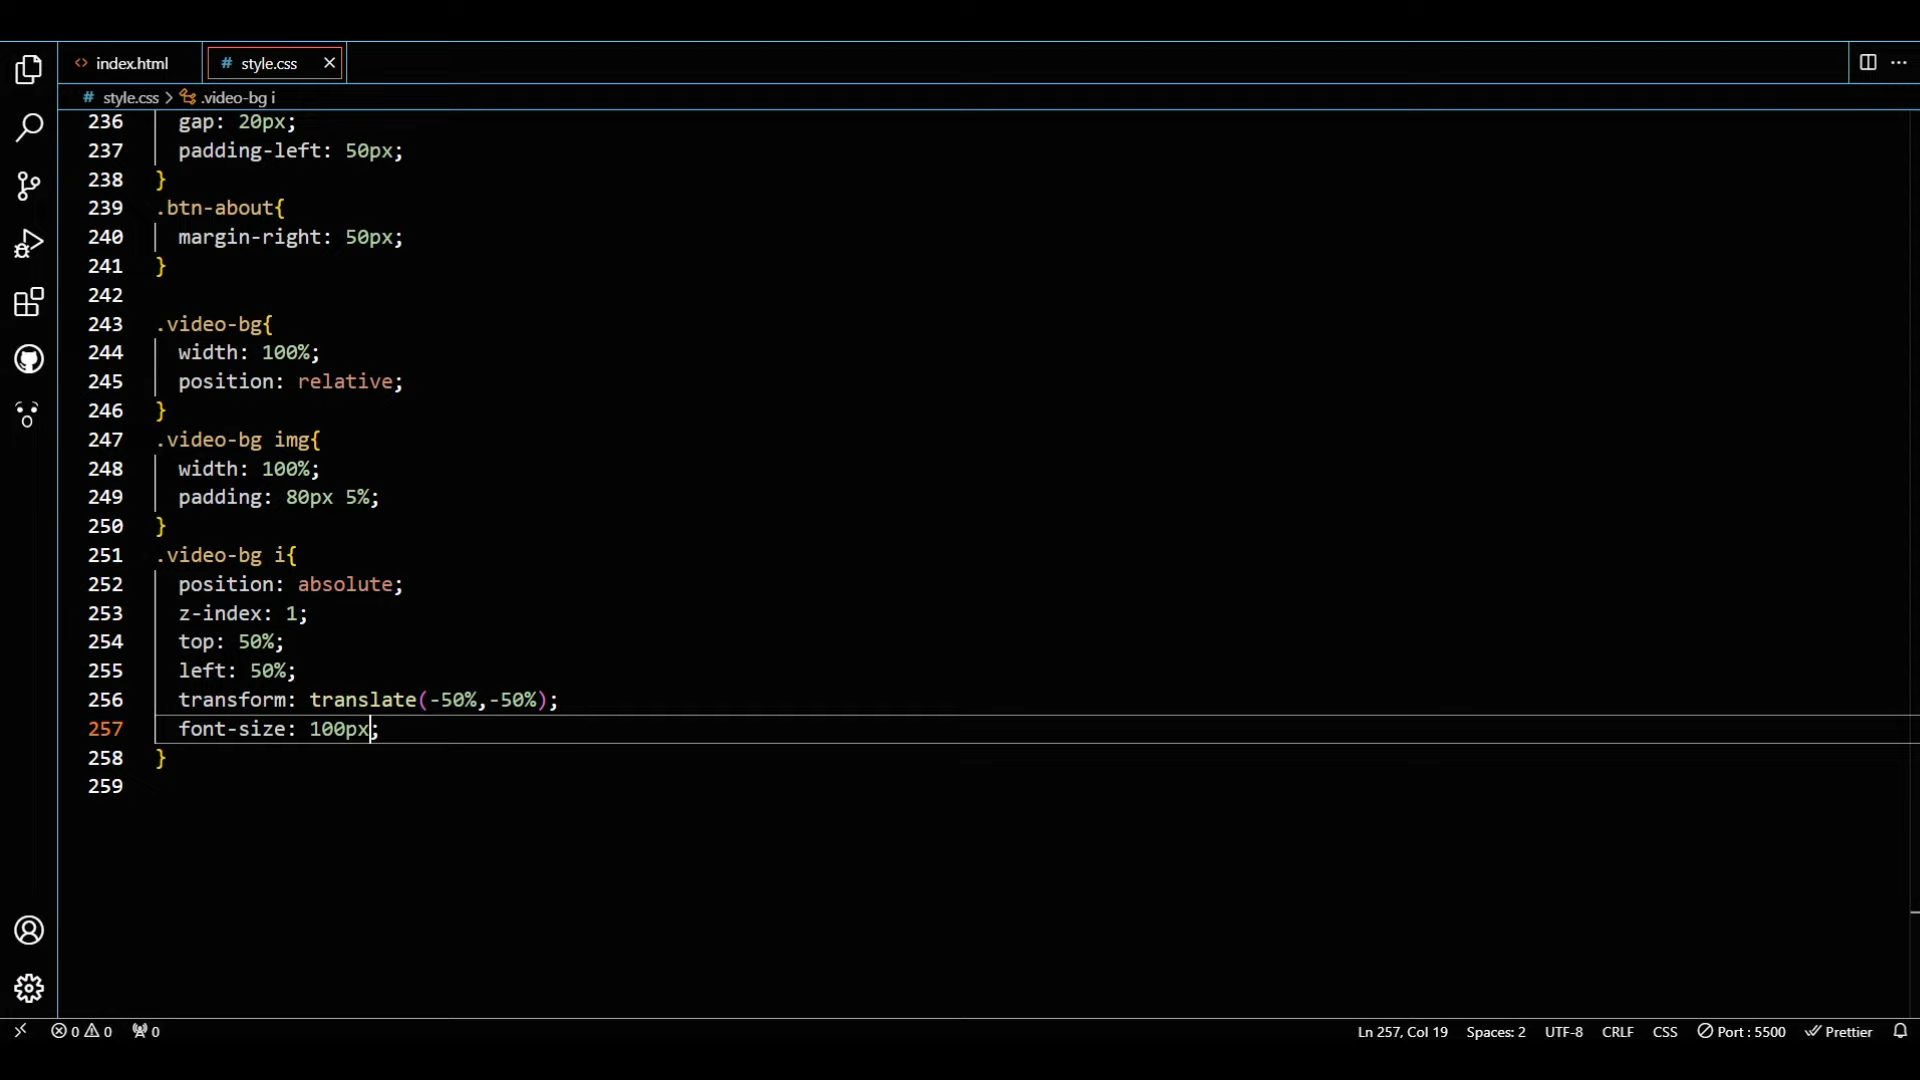 index.html
# style.css
# style.css > .video-bg i
236 gap: 20px;
237 padding-left: 50px;
238 }
239 .btn-about{
240 margin-right: 50px;
241 }
242
243 .video-bg{
244 width: 100%;
245 position: relative;
246 }
247 .video-bg img{
248 width: 100%;
249 padding: 80px 5%;
250 }
251 .video-bg i{
252 position: absolute;
253 z-index: 1;
254 top: 50%;
255 left: 50%;
256 transform: translate(-50%,-50%);
257 font-size: 100px;
258 }
259
0 0 0 Ln 257, Col 19 Spaces: 2 UTF-8 CRLF CSS Port : 5500 Prettier